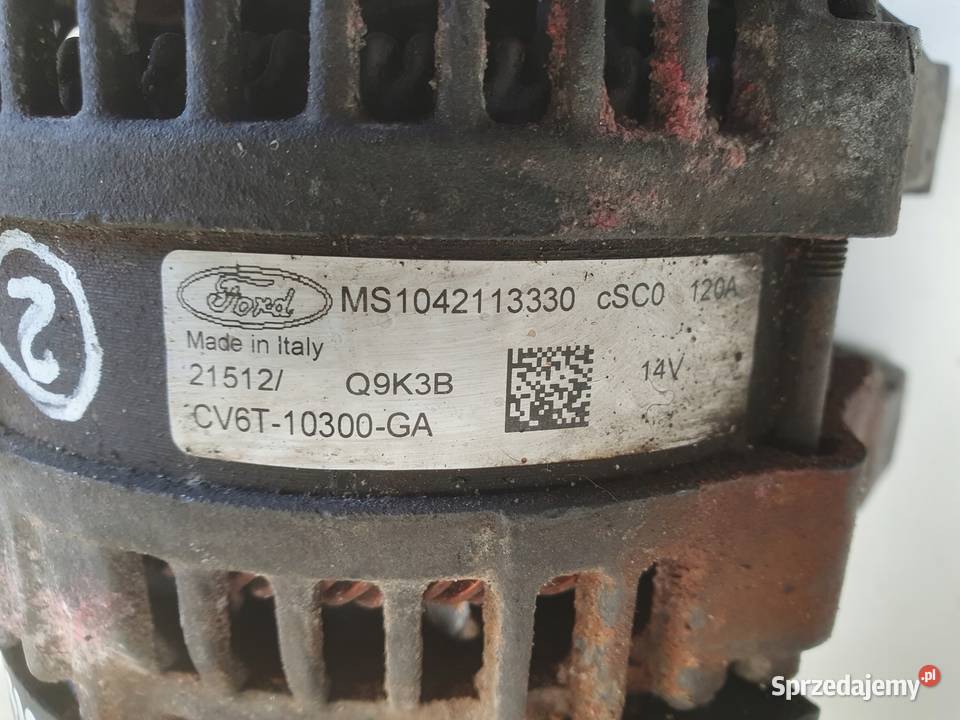 Ford MS1042113330 cSC0 120A
Made in Italy
21512/ Q9K3B 14V
CV6T-10300-GA
2
Sprzedajemy.pl